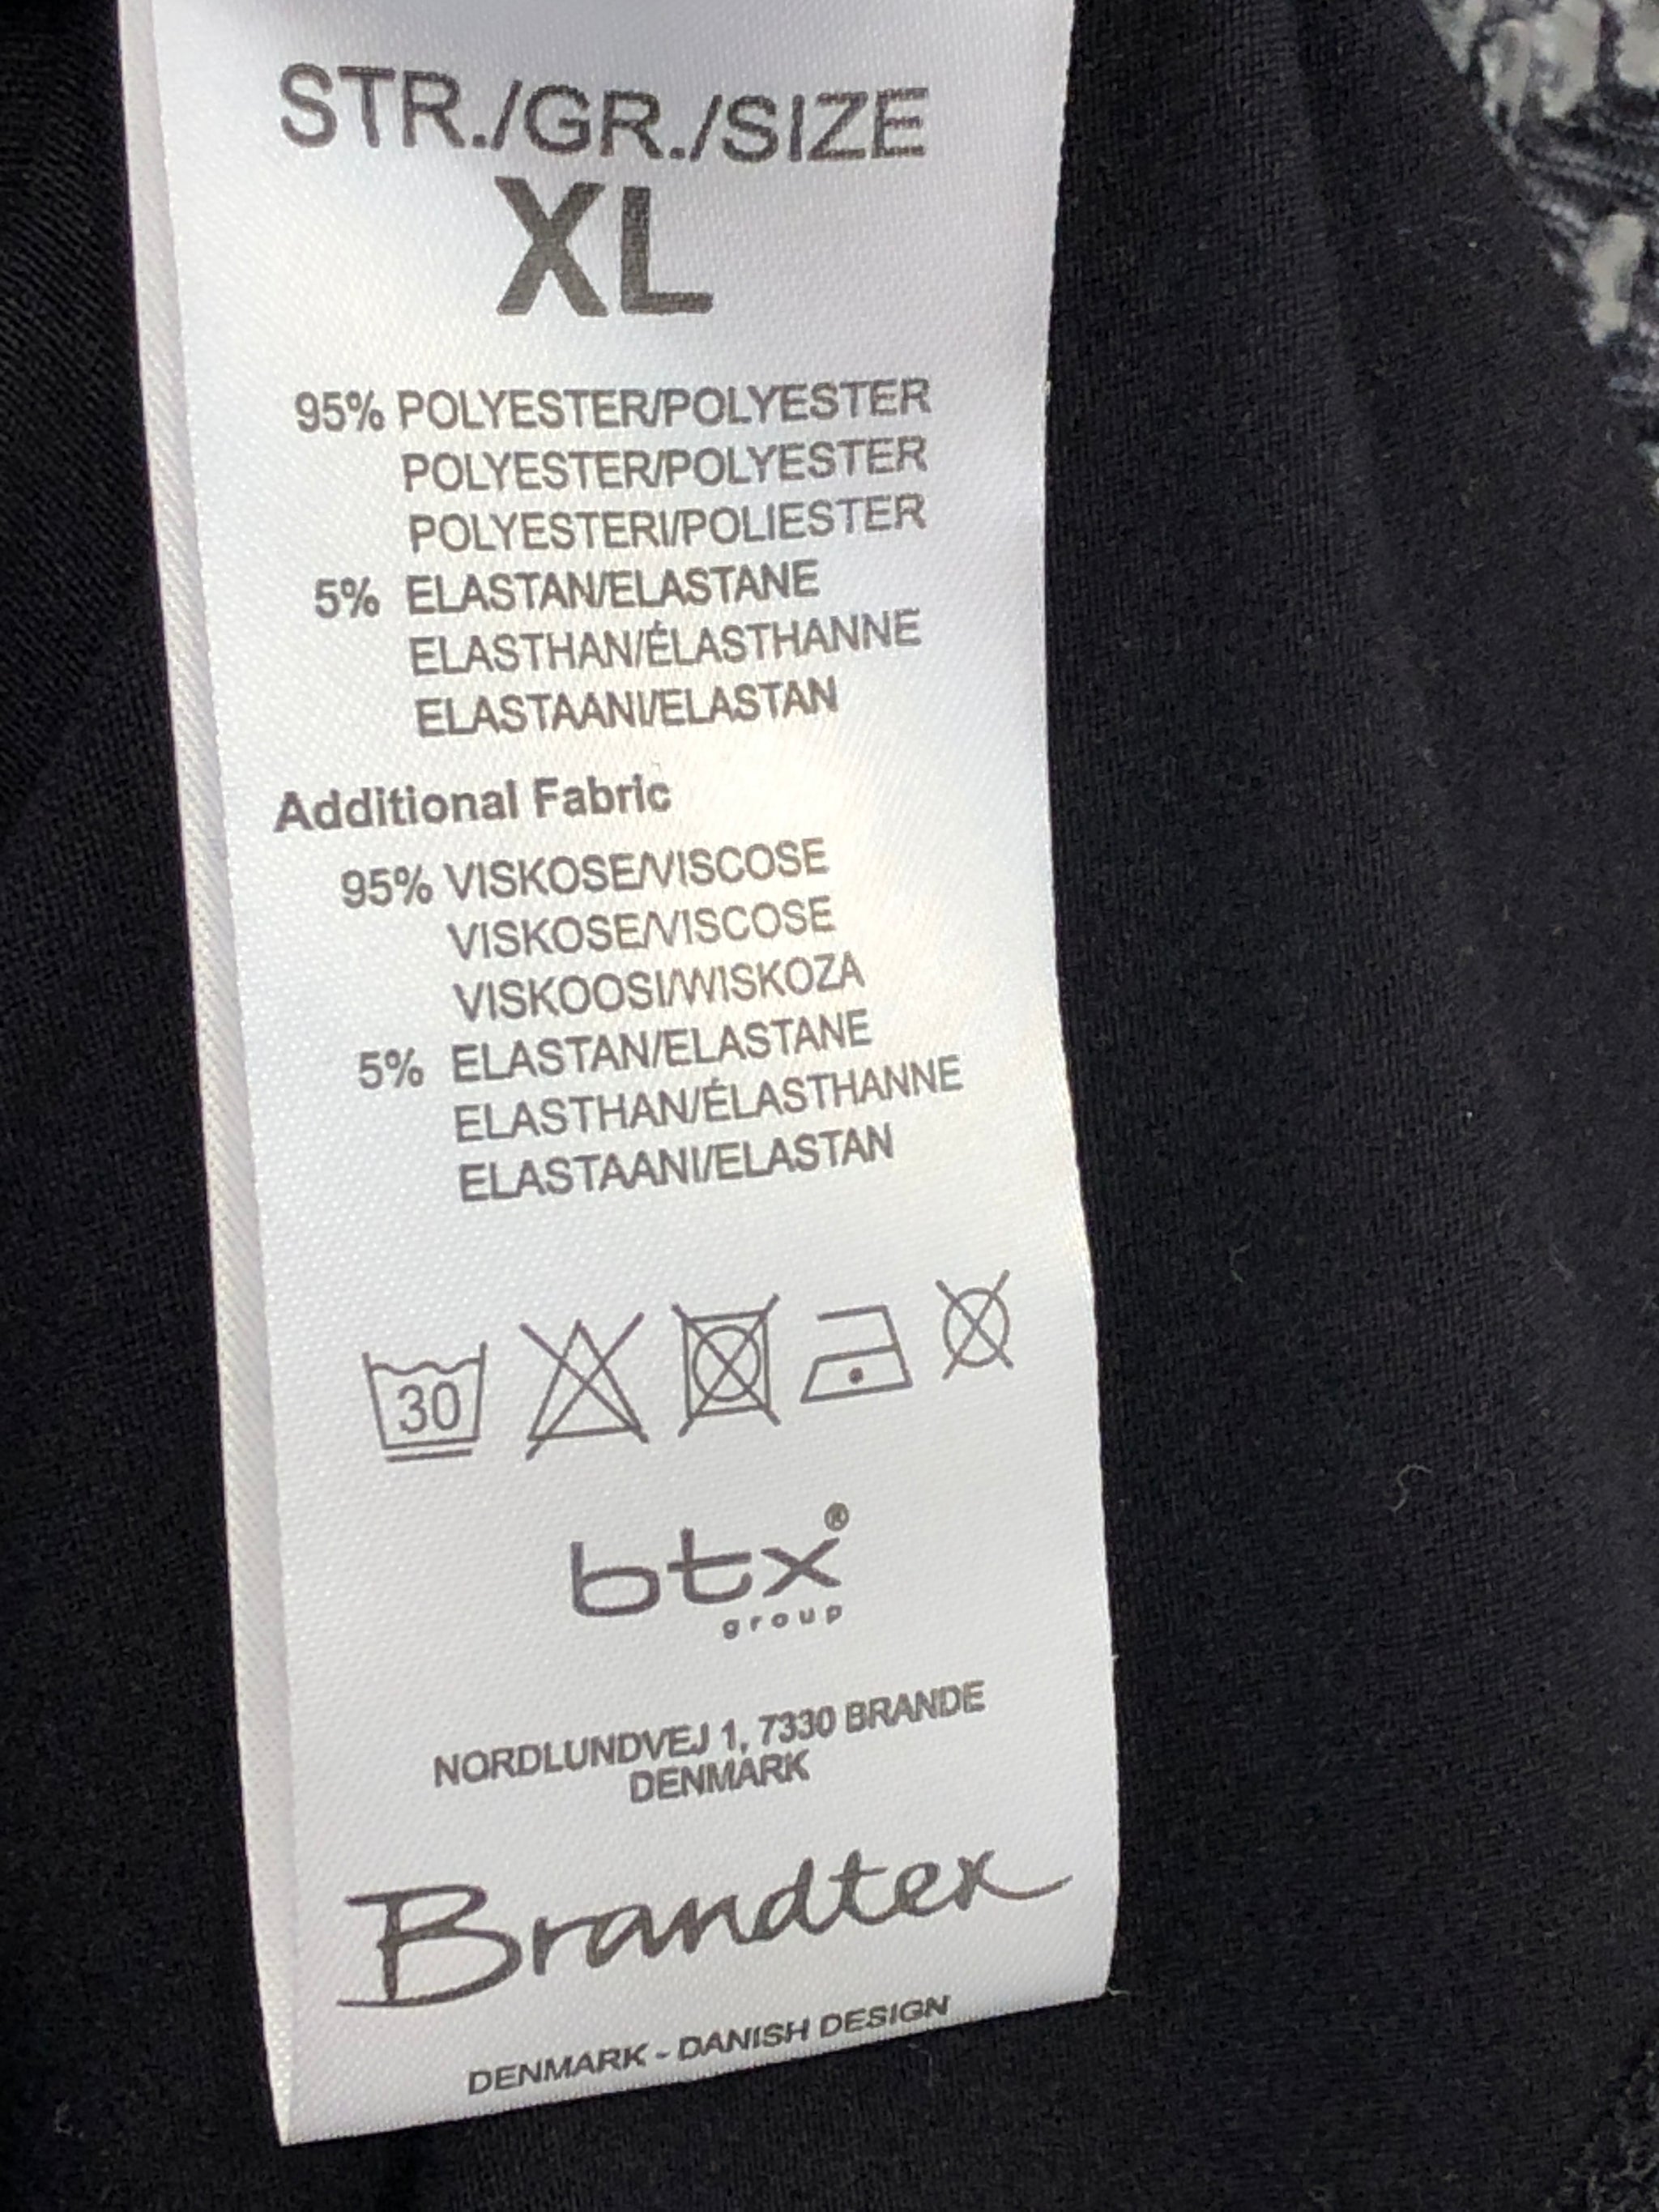 STR./GR./SIZE
XL
95% POLYESTER/POLYESTER
POLYESTER/POLYESTER
POLYESTERI/POLIESTER
5% ELASTAN/ELASTANE
ELASTHAN/ÉLASTHANNE
ELASTAANI/ELASTAN
Additional Fabric
95% VISKOSE/VISCOSE
VISKOSE/VISCOSE
VISKOOSI/WISKOZA
5% ELASTAN/ELASTANE
ELASTHAN/ÉLASTHANNE
ELASTAANI/ELASTAN
30
btx®
group
NORDLUNDVEJ 1, 7330 BRANDE
DENMARK
Brandtex
DENMARK - DANISH DESIGN